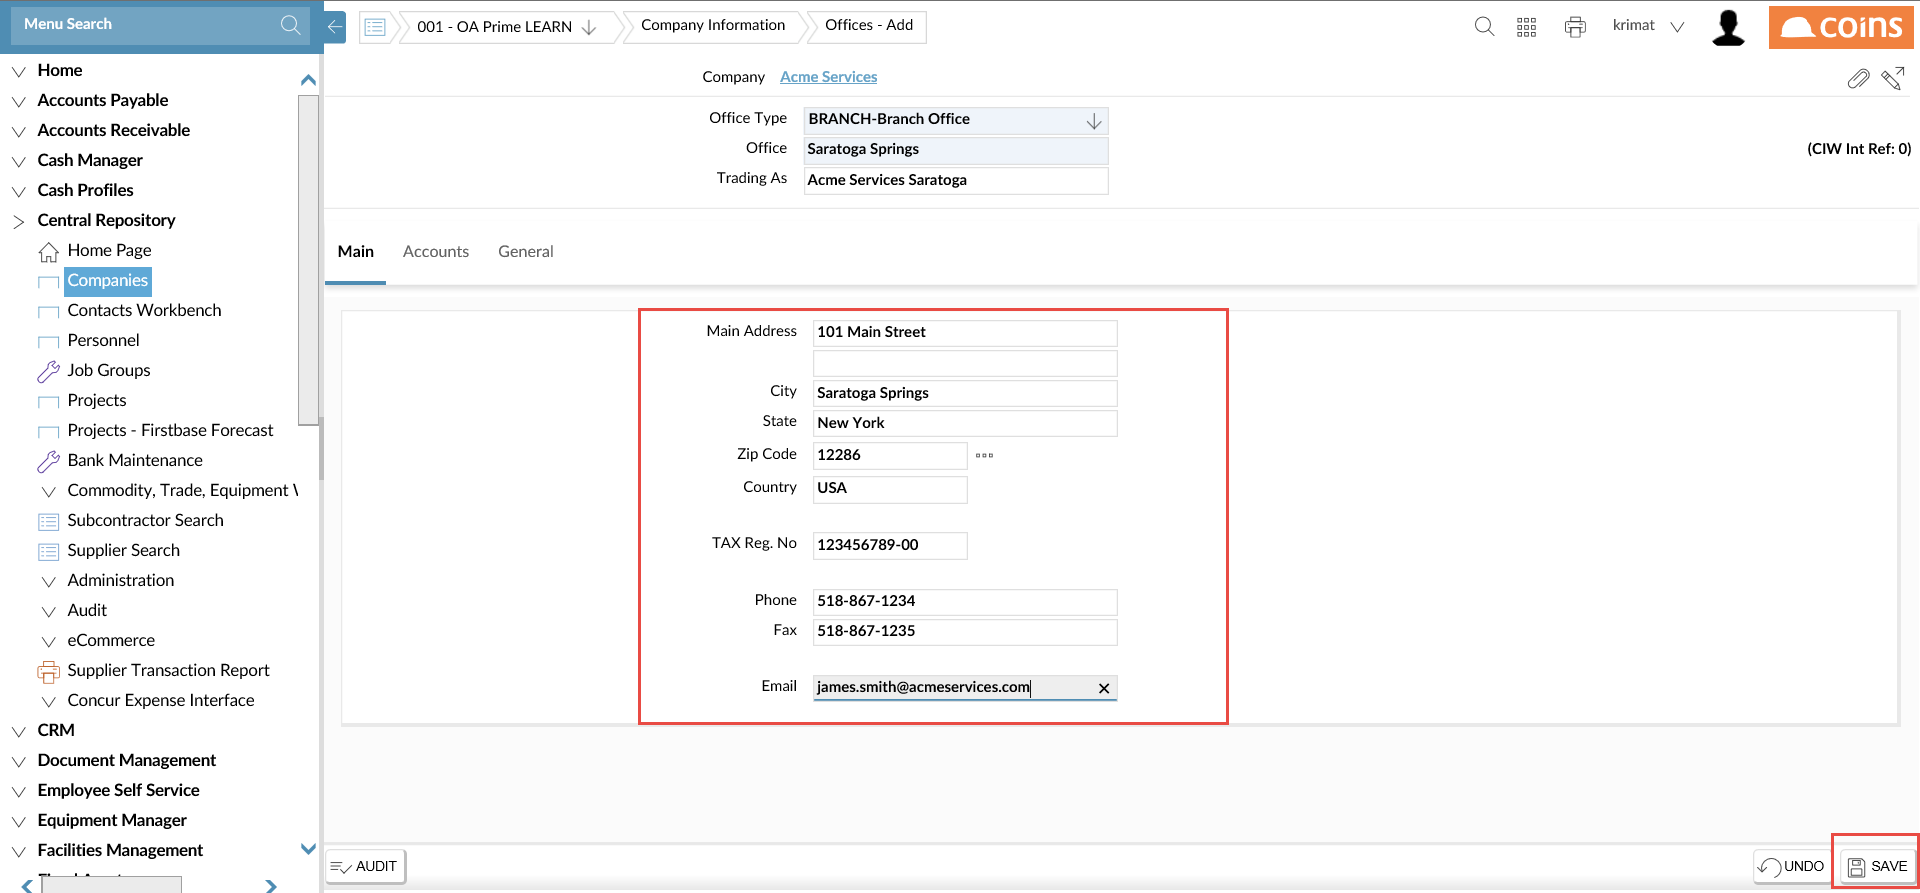 Menu Search
001 - OA Prime LEARN
Company Information
Offices - Add
krimat
coins
Company Acme Services
Office Type BRANCH-Branch Office
Office Saratoga Springs
(CIW Int Ref: 0)
Trading As Acme Services Saratoga
Home
Accounts Payable
Accounts Receivable
Cash Manager
Cash Profiles
Central Repository
Home Page
Companies
Contacts Workbench
Personnel
Job Groups
Projects
Projects - Firstbase Forecast
Bank Maintenance
Commodity, Trade, Equipment
Subcontractor Search
Supplier Search
Administration
Audit
eCommerce
Supplier Transaction Report
Concur Expense Interface
CRM
Document Management
Employee Self Service
Equipment Manager
Facilities Management
Main Accounts General
Main Address 101 Main Street
City Saratoga Springs
State New York
Zip Code 12286
Country USA
TAX Reg. No 123456789-00
Phone 518-867-1234
Fax 518-867-1235
Email james.smith@acmeservices.com
AUDIT
UNDO
SAVE